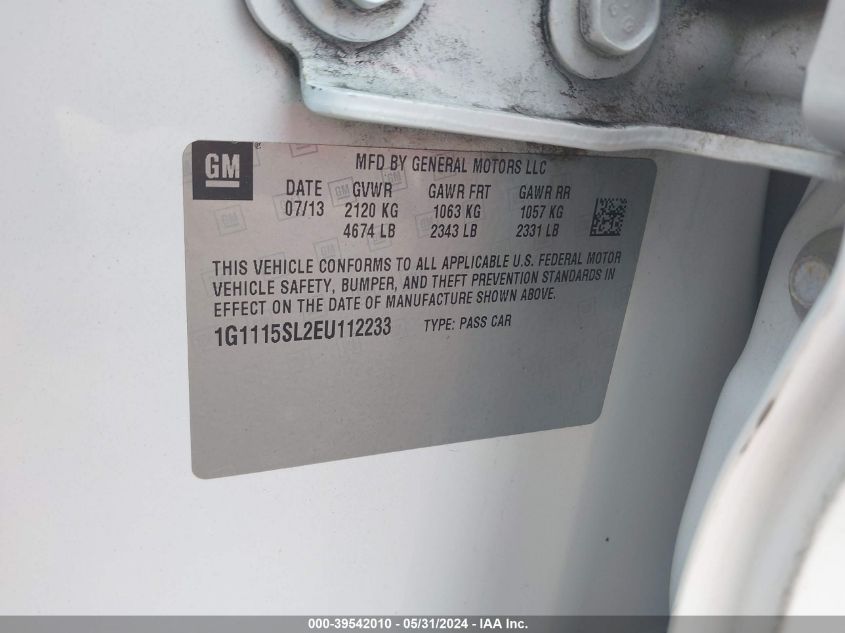 GM
MFD BY GENERAL MOTORS LLC
DATE GVWR GAWR FRT GAWR RR
07/13 2120 KG 1063 KG 1057 KG
4674 LB 2343 LB 2331 LB
THIS VEHICLE CONFORMS TO ALL APPLICABLE U.S. FEDERAL MOTOR
VEHICLE SAFETY, BUMPER, AND THEFT PREVENTION STANDARDS IN
EFFECT ON THE DATE OF MANUFACTURE SHOWN ABOVE.
1G1115SL2EU112233 TYPE: PASS CAR
000-39542010 - 05/31/2024 - IAA Inc.